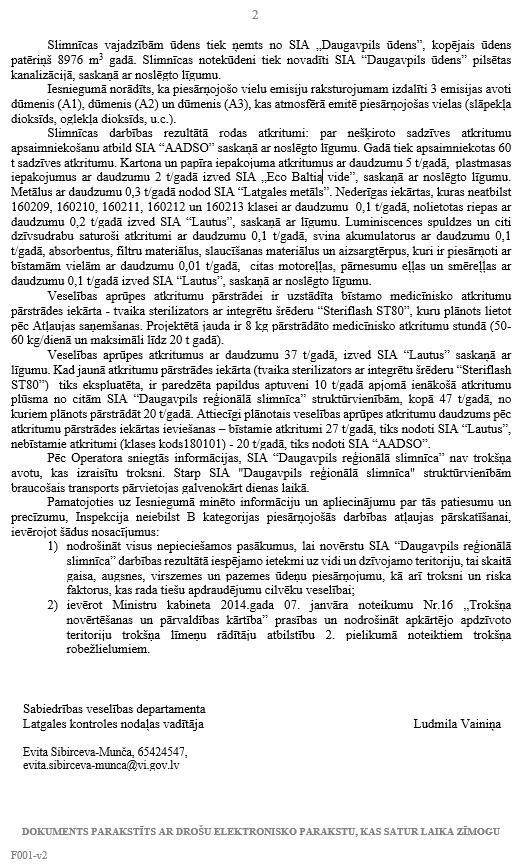 2
Slimnīcas vajadzībām ūdens tiek ņemts no SIA „Daugavpils ūdens”, kopējais ūdens
patēriņš 8976 m³ gadā. Slimnīcas notekūdeni tiek novadīti SIA “Daugavpils ūdens” pilsētas
kanalizācijā, saskaņā ar noslēgto līgumu.
Iesniegumā norādīts, ka piesārņojošo vielu emisiju raksturojumam izdalīti 3 emisijas avoti
dūmenis (A1), dūmenis (A2) un dūmenis (A3), kas atmosfērā emitē piesārņojošas vielas (slāpekļa
dioksīds, oglekļa dioksīds, u.c.).
Slimnīcas darbības rezultātā rodas atkritumi: par nešķiroto sadzīves atkritumu
apsaimniekošanu atbild SIA “AADSO” saskaņā ar noslēgto līgumu. Gadā tiek apsaimniekotas 60
t sadzīves atkritumu. Kartona un papīra iepakojuma atkritumus ar daudzumu 5 t/gadā, plastmasas
iepakojumus ar daudzumu 2 t/gadā izved SIA „Eco Baltia vide”, saskaņā ar noslēgto līgumu.
Metālus ar daudzumu 0,3 t/gadā nodod SIA “Latgales metāls”. Nederīgas iekārtas, kuras neatbilst
160209, 160210, 160211, 160212 un 160213 klasei ar daudzumu 0,1 t/gadā, nolietotas riepas ar
daudzumu 0,2 t/gadā izved SIA “Lautus”, saskaņā ar līgumu. Luminiscences spuldzes un citi
dzīvsudrabu saturoši atkritumi ar daudzumu 0,1 t/gadā, svina akumulatorus ar daudzumu 0,1
t/gadā, absorbentus, filtru materiālus, slaucīšanas materiālus un aizsargtērpus, kuri ir piesārņoti ar
bīstamām vielām ar daudzumu 0,01 t/gadā, citas motoreļļas, pārnesumu eļļas un smēreļļas ar
daudzumu 0,1 t/gadā izved SIA “Lautus”, saskaņā ar noslēgto līgumu.
Veselības aprūpes atkritumu pārstrādei ir uzstādīta bīstamo medicīnisko atkritumu
pārstrādes iekārta - tvaika sterilizators ar integrētu šrēderu “Steriflash ST80”, kuru plānots lietot
pēc Atļaujas saņemšanas. Projektētā jauda ir 8 kg pārstrādāto medicīnisko atkritumu stundā (50-
60 kg/dienā un maksimāli līdz 20 t gadā).
Veselības aprūpes atkritumus ar daudzumu 37 t/gadā, izved SIA “Lautus” saskaņā ar
līgumu. Kad jaunā atkritumu pārstrādes iekārta (tvaika sterilizators ar integrētu šrēderu “Steriflash
ST80”) tiks ekspluatēta, ir paredzēta papildus aptuveni 10 t/gadā apjomā ienākošā atkritumu
plūsma no citām SIA “Daugavpils reģionālā slimnīca” struktūrvienībām, kopā 47 t/gadā, no
kuriem plānots pārstrādāt 20 t/gadā. Attiecīgi plānotais veselības aprūpes atkritumu daudzums pēc
atkritumu pārstrādes iekārtas ieviešanas – bīstamie atkritumi 27 t/gadā, tiks nodoti SIA “Lautus”,
nebīstamie atkritumi (klases kods180101) - 20 t/gadā, tiks nodoti SIA “AADSO”.
Pēc Operatora sniegtās informācijas, SIA “Daugavpils reģionālā slimnīca” nav trokšņa
avotu, kas izraisītu troksni. Starp SIA "Daugavpils reģionālā slimnīca" struktūrvienībām
braucošais transports pārvietojas galvenokārt dienas laikā.
Pamatojoties uz Iesniegumā minēto informāciju un apliecinājumu par tās patiesumu un
precizumu, Inspekcija neiebilst B kategorijas piesārņojošās darbības atļaujas pārskatīšanai,
ievērojot šādus nosacījumus:
1) nodrošināt visus nepieciešamos pasākumus, lai novērstu SIA “Daugavpils reģionālā
slimnīca” darbības rezultātā iespējamo ietekmi uz vidi un dzīvojamo teritoriju, tai skaitā
gaisa, augsnes, virszemes un pazemes ūdeņu piesārņojumu, kā arī troksni un riska
faktorus, kas rada tiešu apdraudējumu cilvēku veselībai;
2) ievērot Ministru kabineta 2014.gada 07. janvāra noteikumu Nr.16 „Trokšņa
novērtēšanas un pārvaldības kārtība” prasības un nodrošināt apkārtējo apdzīvoto
teritoriju trokšņa līmeņu rādītāju atbilstību 2. pielikumā noteiktiem trokšņa
robežlielumiem.
Sabiedrības veselības departamenta
Latgales kontroles nodaļas vadītāja Ludmila Vainiņa
Evita Sibirceva-Munča, 65424547,
evita.sibirceva-munca@vi.gov.lv
DOKUMENTS PARAKSTĪTS AR DROŠU ELEKTRONISKO PARAKSTU, KAS SATUR LAIKA ZĪMOGU
F001-v2